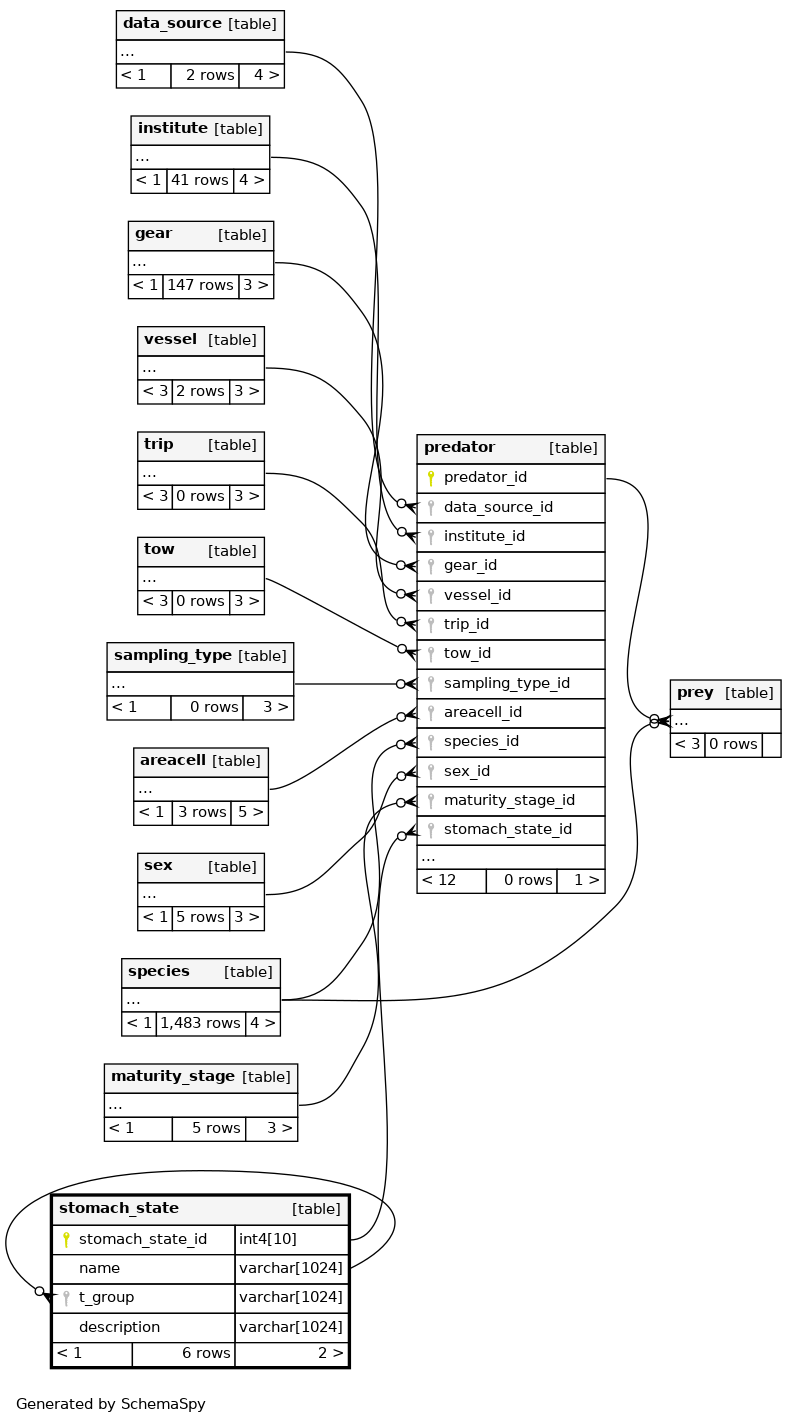 data_source [table]
...
< 1 2 rows 4 >
institute [table]
...
< 1 41 rows 4 >
gear [table]
...
< 1 147 rows 3 >
vessel [table]
...
< 3 2 rows 3 >
trip [table]
...
< 3 0 rows 3 >
tow [table]
...
< 3 0 rows 3 >
sampling_type [table]
...
< 1 0 rows 3 >
areacell [table]
...
< 1 3 rows 5 >
sex [table]
...
< 1 5 rows 3 >
species [table]
...
< 1 1,483 rows 4 >
maturity_stage [table]
...
< 1 5 rows 3 >
predator [table]
predator_id
data_source_id
institute_id
gear_id
vessel_id
trip_id
tow_id
sampling_type_id
areacell_id
species_id
sex_id
maturity_stage_id
stomach_state_id
...
< 12 0 rows 1 >
prey [table]
...
< 3 0 rows
stomach_state [table]
stomach_state_id int4[10]
name varchar[1024]
t_group varchar[1024]
description varchar[1024]
< 1 6 rows 2 >
Generated by SchemaSpy